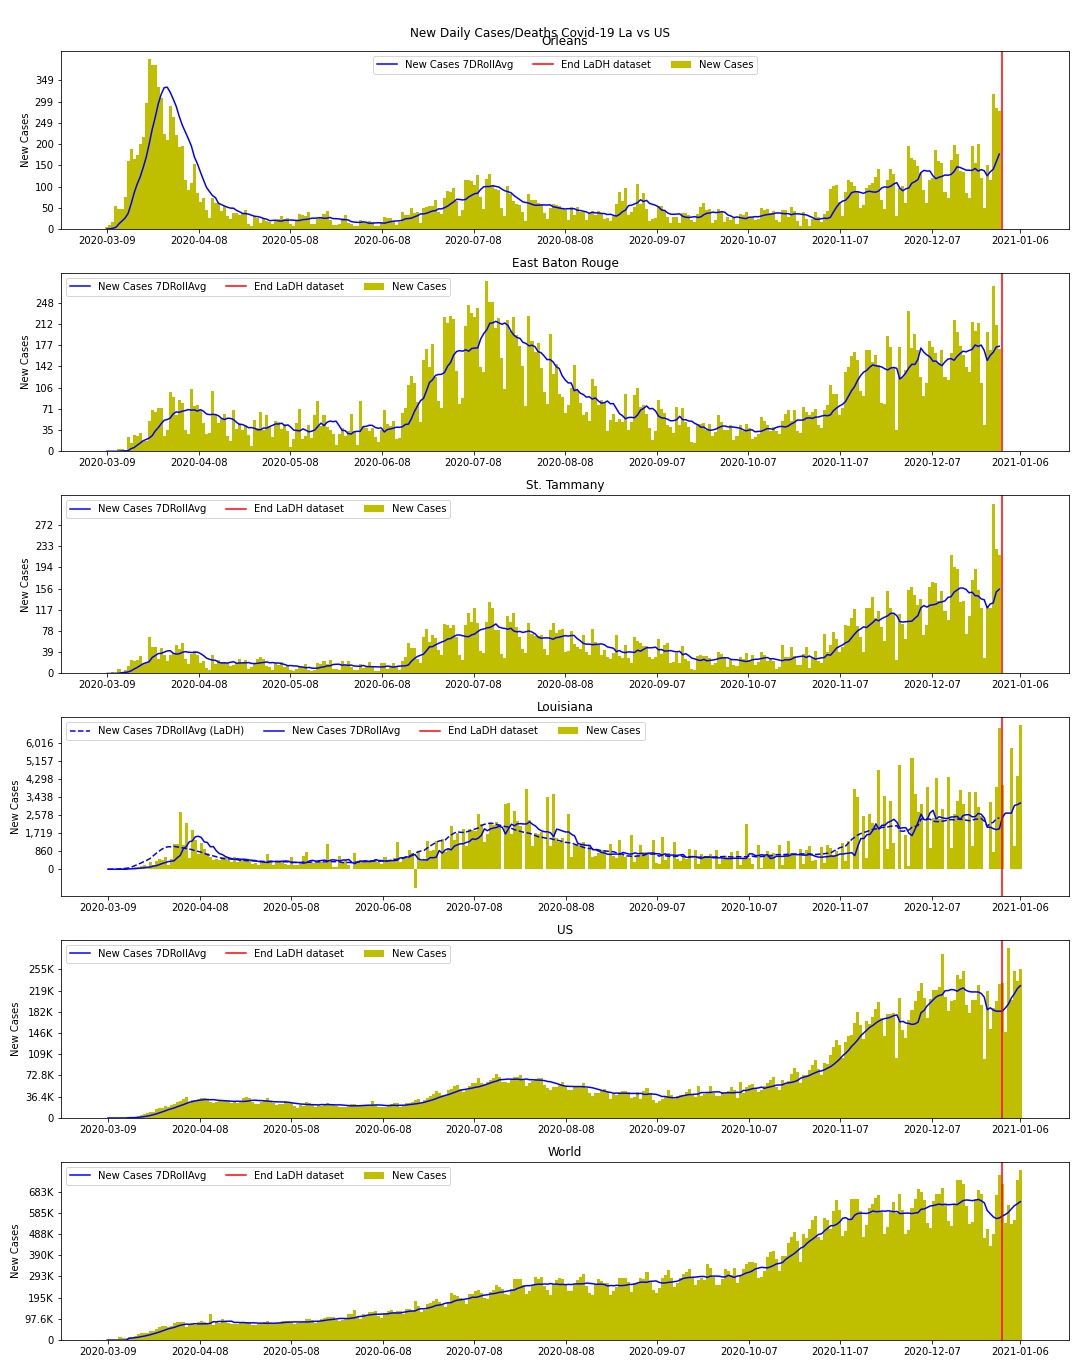 New Daily Cases/Deaths Covid-19 La vs US
Orleans
New Cases 7DRollAvg End LaDH dataset New Cases
New Cases
349
299
249
200
150
100
50
0
2020-03-09 2020-04-08 2020-05-08 2020-06-08 2020-07-08 2020-08-08 2020-09-07 2020-10-07 2020-11-07 2020-12-07 2021-01-06
East Baton Rouge
New Cases 7DRollAvg End LaDH dataset New Cases
New Cases
248
212
177
142
106
71
35
0
2020-03-09 2020-04-08 2020-05-08 2020-06-08 2020-07-08 2020-08-08 2020-09-07 2020-10-07 2020-11-07 2020-12-07 2021-01-06
St. Tammany
New Cases 7DRollAvg End LaDH dataset New Cases
New Cases
272
233
194
156
117
78
39
0
2020-03-09 2020-04-08 2020-05-08 2020-06-08 2020-07-08 2020-08-08 2020-09-07 2020-10-07 2020-11-07 2020-12-07 2021-01-06
Louisiana
New Cases 7DRollAvg (LaDH) New Cases 7DRollAvg End LaDH dataset New Cases
New Cases
6,016
5,157
4,298
3,438
2,578
1,719
860
0
2020-03-09 2020-04-08 2020-05-08 2020-06-08 2020-07-08 2020-08-08 2020-09-07 2020-10-07 2020-11-07 2020-12-07 2021-01-06
US
New Cases 7DRollAvg End LaDH dataset New Cases
New Cases
255K
219K
182K
146K
109K
72.8K
36.4K
0
2020-03-09 2020-04-08 2020-05-08 2020-06-08 2020-07-08 2020-08-08 2020-09-07 2020-10-07 2020-11-07 2020-12-07 2021-01-06
World
New Cases 7DRollAvg End LaDH dataset New Cases
New Cases
683K
585K
488K
390K
293K
195K
97.6K
0
2020-03-09 2020-04-08 2020-05-08 2020-06-08 2020-07-08 2020-08-08 2020-09-07 2020-10-07 2020-11-07 2020-12-07 2021-01-06